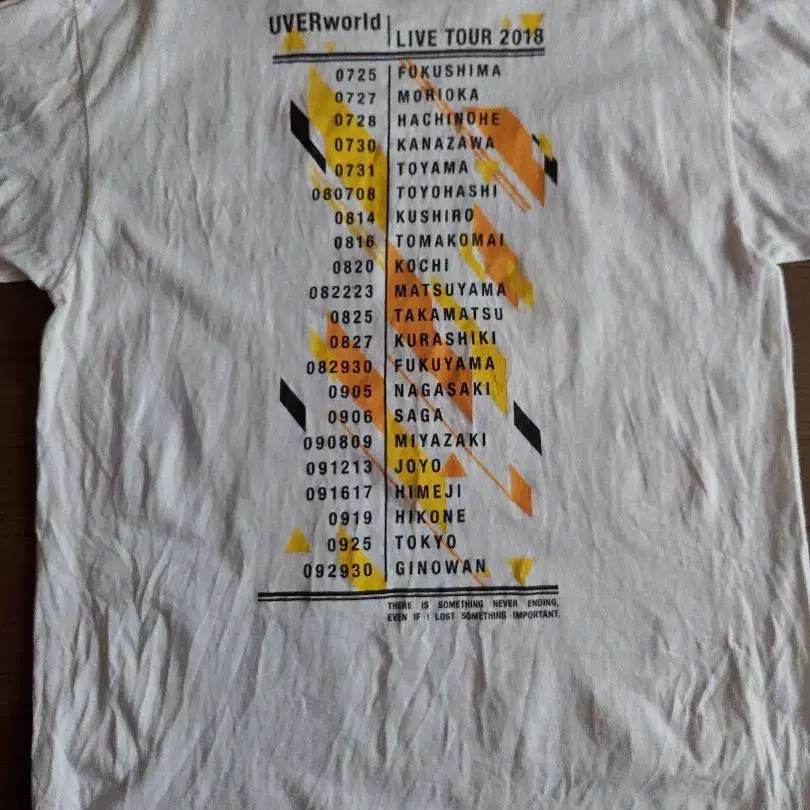 UVERworld | LIVE TOUR 2018
0725 FUKUSHIMA
0727 MORIOKA
0728 HACHINOHE
0730 KANAZAWA
0731 TOYAMA
080708 TOYOHASHI
0814 KUSHIRO
0816 TOMAKOMAI
0820 KOCHI
082223 MATSUYAMA
0825 TAKAMATSU
0827 KURASHIKI
082930 FUKUYAMA
0905 NAGASAKI
0906 SAGA
090809 MIYAZAKI
091213 JOYO
091617 HIMEJI
0919 HIKONE
0925 TOKYO
092930 GINOWAN
THERE IS SOMETHING NEVER ENDING,
EVEN IF I LOST SOMETHING IMPORTANT.